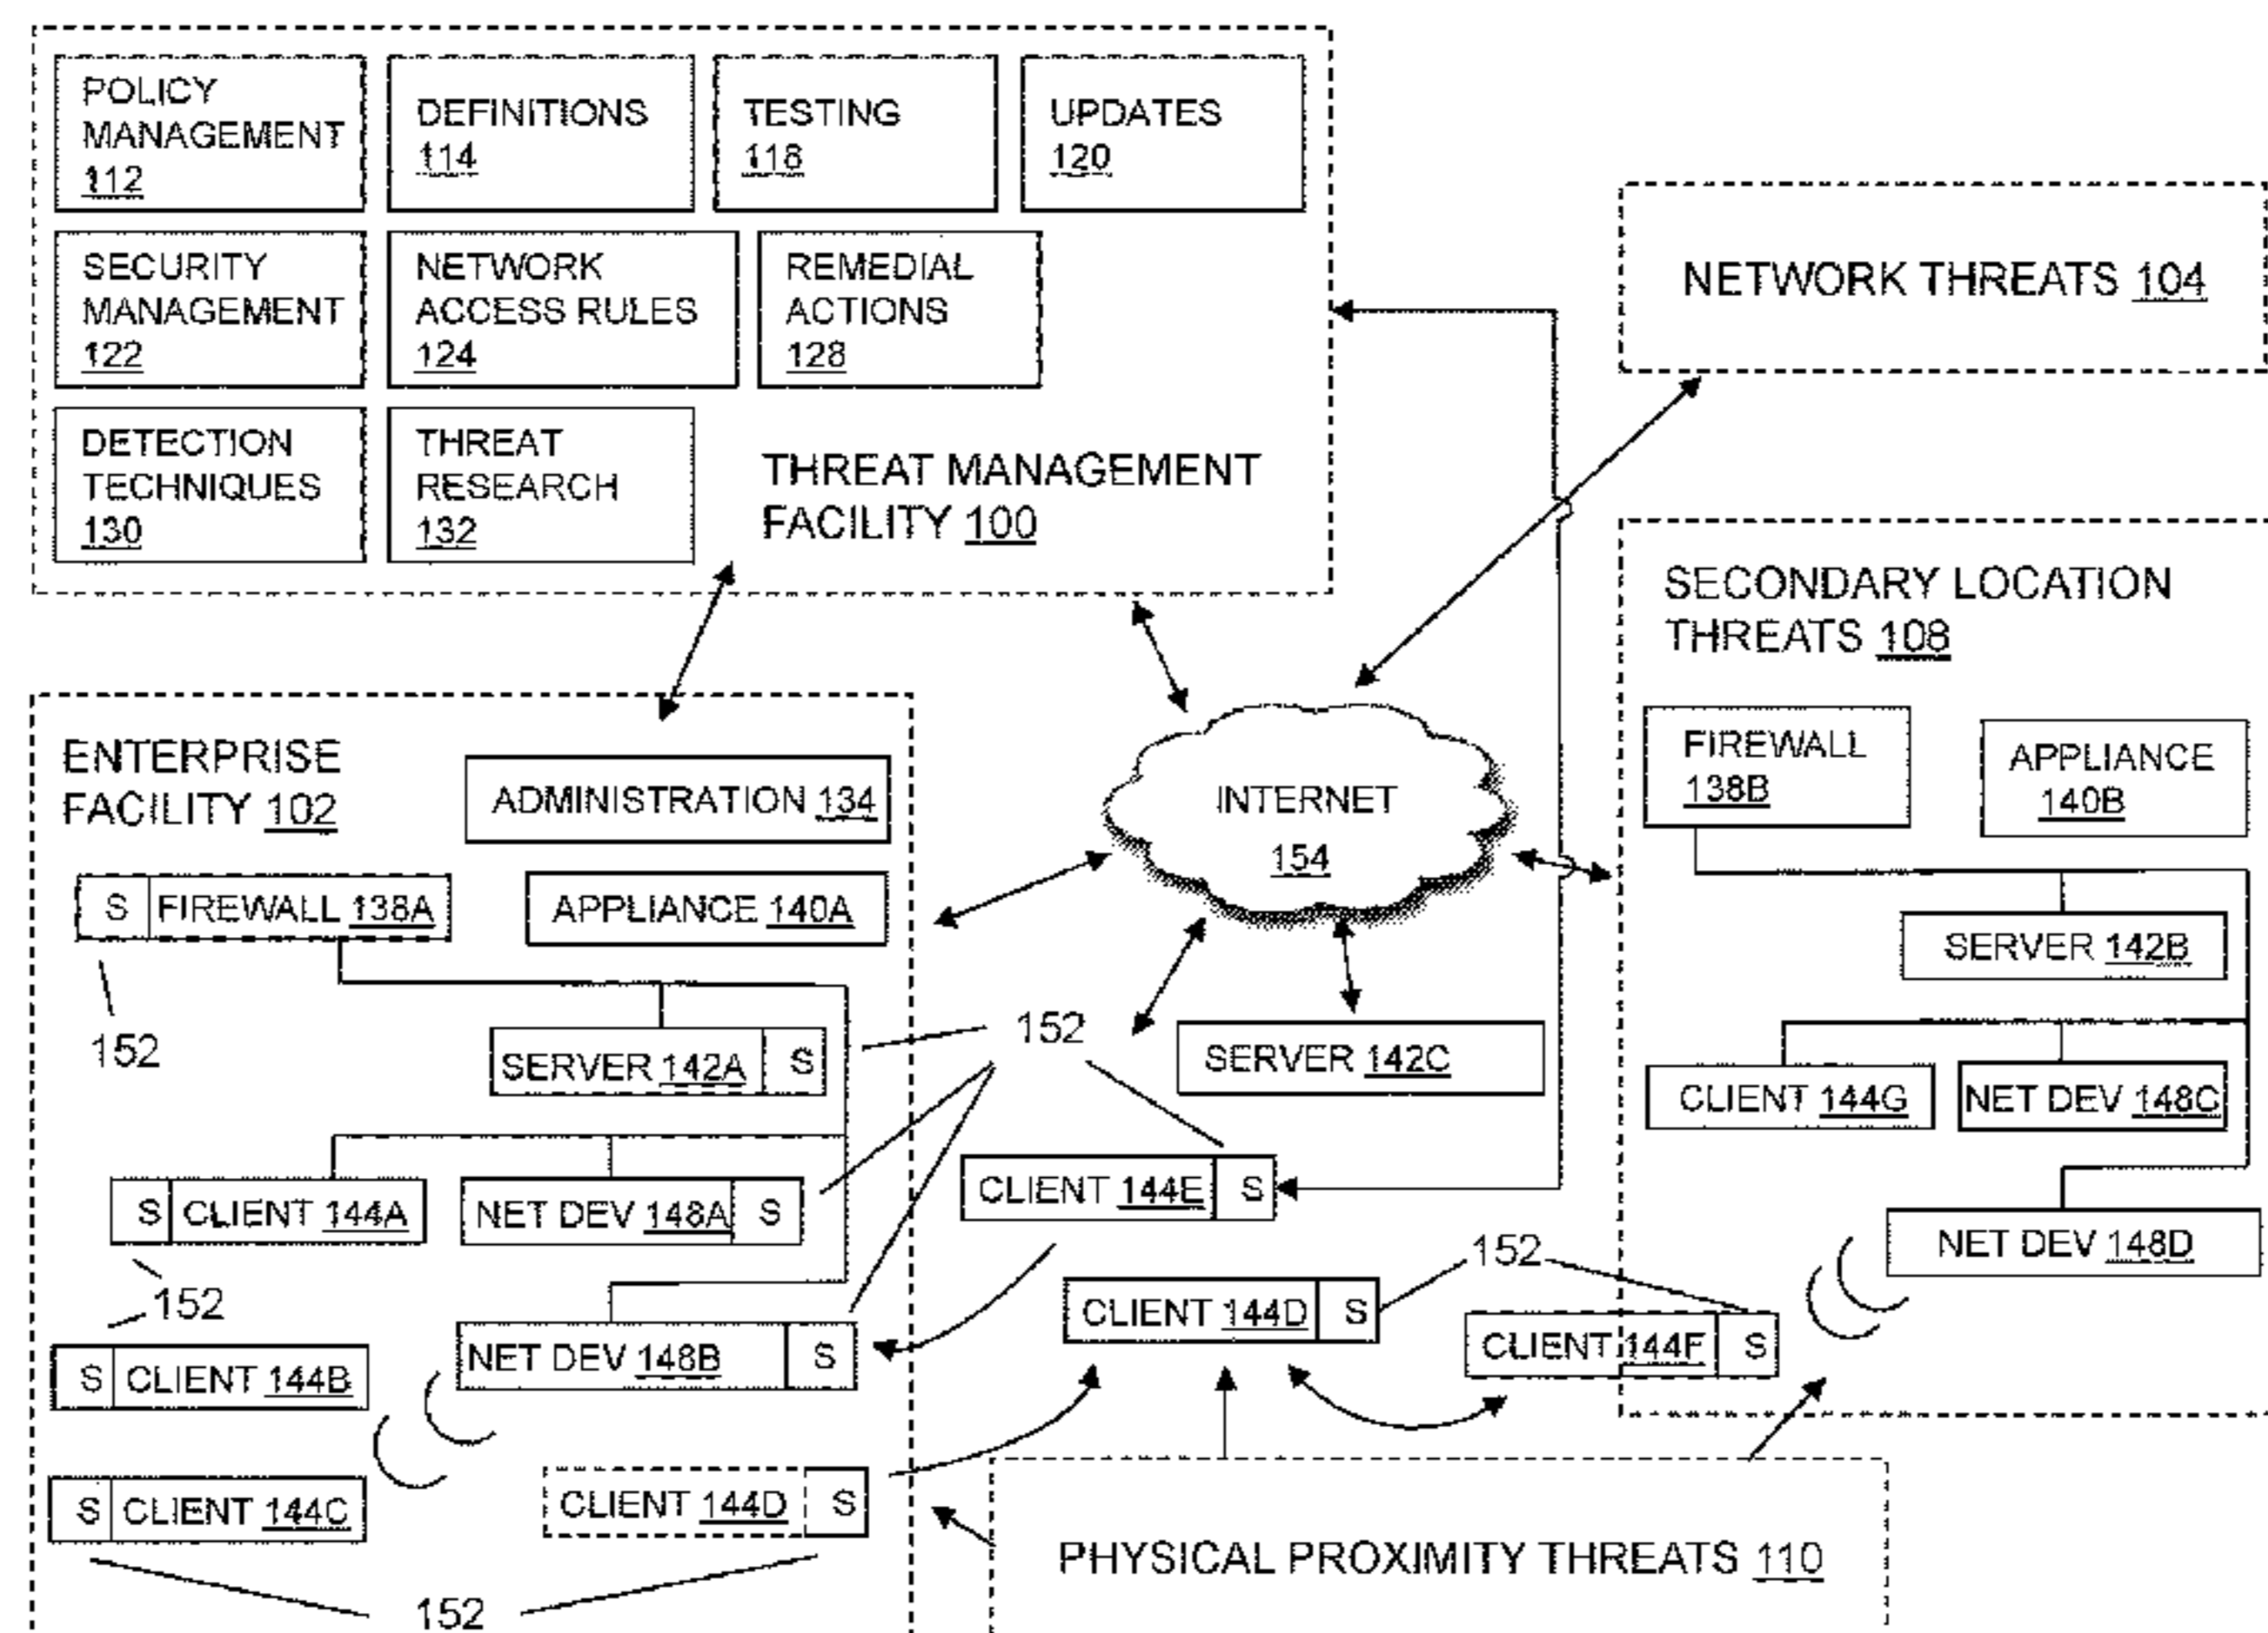 POLICY
MANAGEMENT
112
DEFINITIONS
114
TESTING
118
UPDATES
120
SECURITY
MANAGEMENT
122
NETWORK
ACCESS RULES
124
REMEDIAL
ACTIONS
128
DETECTION
TECHNIQUES
130
THREAT
RESEARCH
132
THREAT MANAGEMENT
FACILITY 100
NETWORK THREATS 104
SECONDARY LOCATION
THREATS 108
FIREWALL
138B
APPLIANCE
140B
SERVER 142B
CLIENT 144G
NET DEV 148C
NET DEV 148D
ENTERPRISE
FACILITY 102
ADMINISTRATION 134
S FIREWALL 138A
APPLIANCE 140A
152
SERVER 142A S
S CLIENT 144A
NET DEV 148A S
152
S CLIENT 144B
NET DEV 148B S
S CLIENT 144C
CLIENT 144D S
152
INTERNET
154
152
SERVER 142C
CLIENT 144E S
CLIENT 144D S
152
CLIENT 144F S
PHYSICAL PROXIMITY THREATS 110